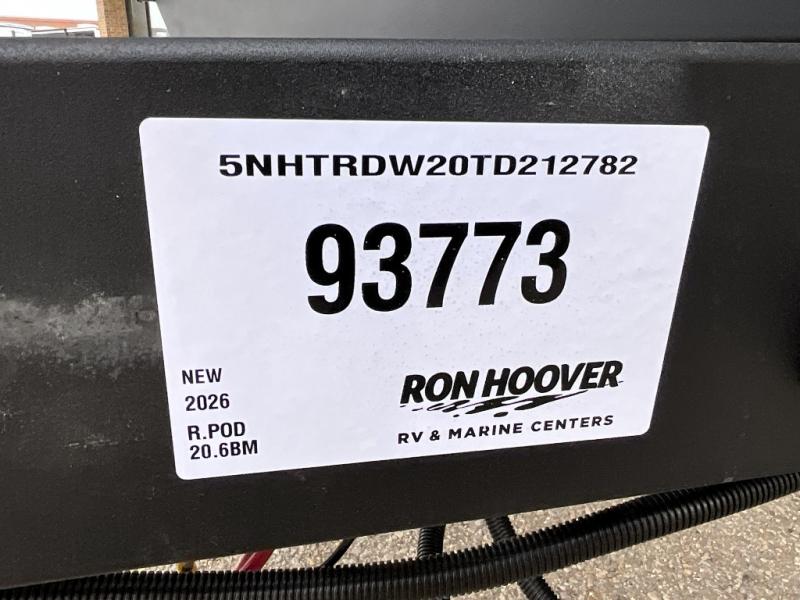 5NHTRDW20TD212782
93773
NEW
2026
R.POD
20.6BM
RON HOOVER
RV & MARINE CENTERS